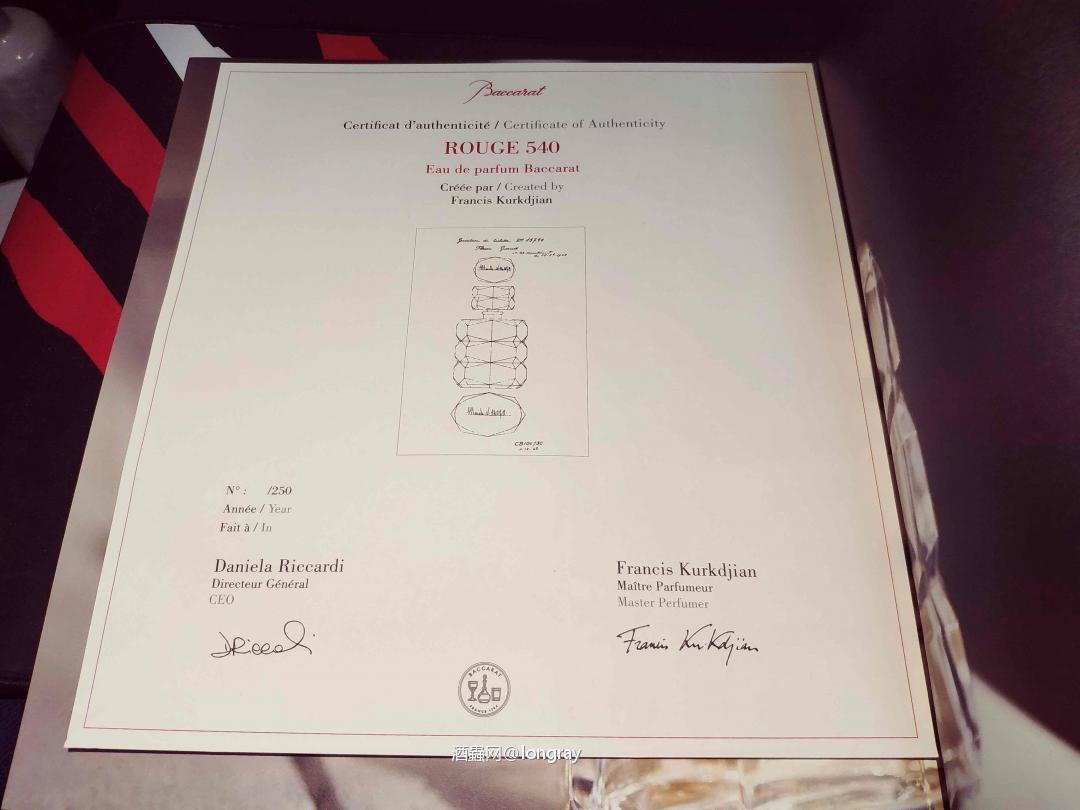 Baccarat
Certificat d'authenticité / Certificate of Authenticity
ROUGE 540
Eau de parfum Baccarat
Créée par / Created by
Francis Kurkdjian
N° : /250
Année / Year
Fait à / In
Daniela Riccardi
Directeur Général
CEO
Francis Kurkdjian
Maître Parfumeur
Master Perfumer
Francis Kurkdjian
BACCARAT
酒蟲网@longray